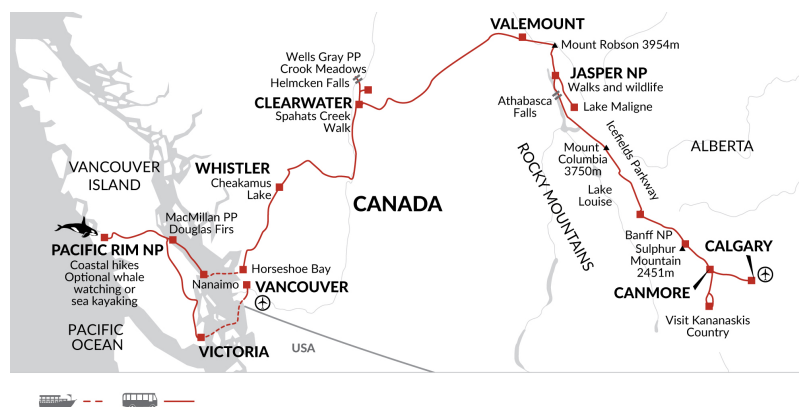 VALEMOUNT
Mount Robson 3954m
Wells Gray PP
Crook Meadows
Helmcken Falls
JASPER NP
Walks and wildlife
CLEARWATER
Spahats Creek
Walk
Athabasca
Falls
Lake Maligne
Icefields Parkway
ALBERTA
Mount
Columbia
3750m
ROCKY MOUNTAINS
VANCOUVER
ISLAND
WHISTLER
Cheakamus
Lake
Lake
Louise
CANADA
MacMillan PP
Douglas Firs
Banff NP
Sulphur
Mountain
2451m
CALGARY
PACIFIC RIM NP
Coastal hikes
Optional whale
watching or
sea kayaking
Horseshoe Bay
Nanaimo
VANCOUVER
CANMORE
Visit Kananaskis
Country
PACIFIC
OCEAN
VICTORIA
USA